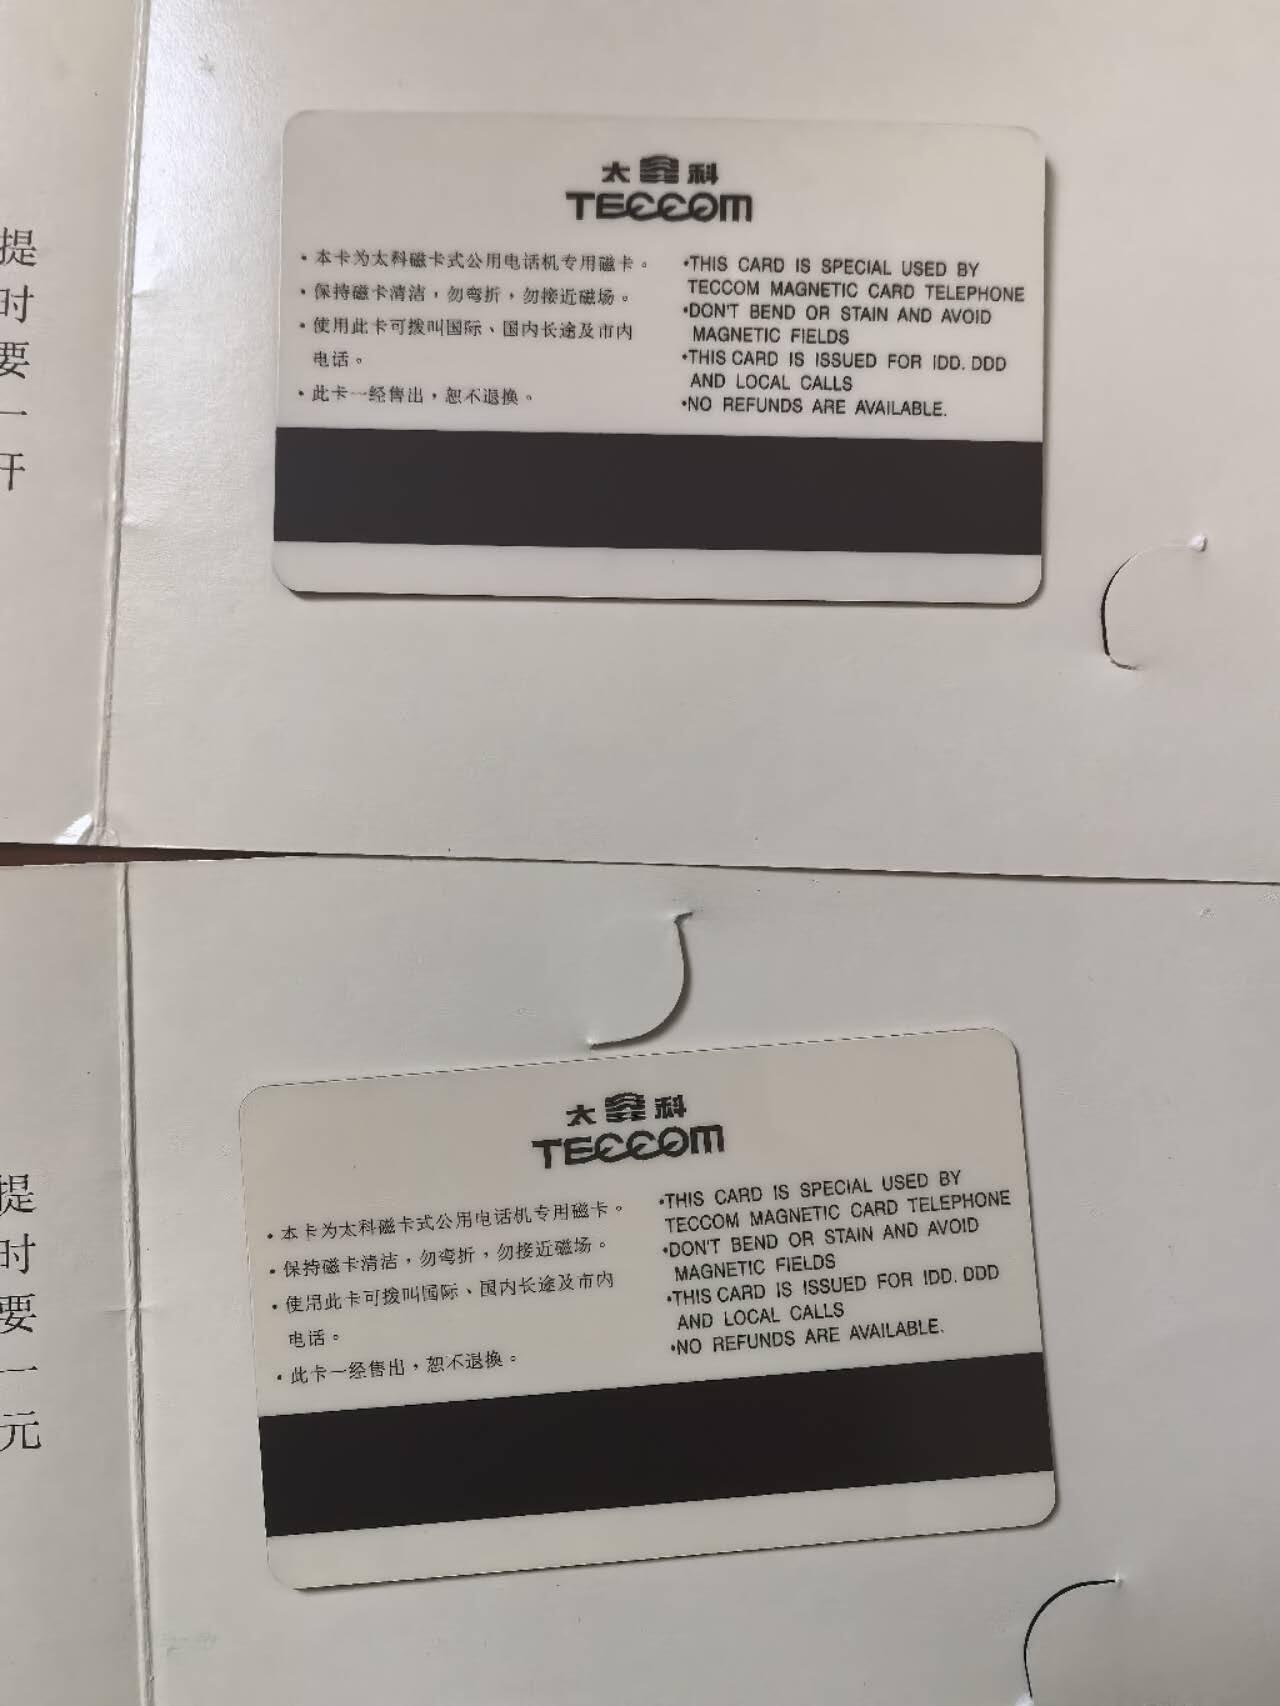 提
时
要
一
开
太 科
TECCOM
・本卡为太科磁卡式公用电话机专用磁卡。
・保持磁卡清洁，勿弯折，勿接近磁场。
・使用此卡可拨叫国际、国内长途及市内
电话。
・此卡一经售出，恕不退换。
•THIS CARD IS SPECIAL USED BY
TECCOM MAGNETIC CARD TELEPHONE
•DON'T BEND OR STAIN AND AVOID
MAGNETIC FIELDS
•THIS CARD IS ISSUED FOR IDD. DDD
AND LOCAL CALLS
•NO REFUNDS ARE AVAILABLE.
提
时
要
一
元
太 科
TECCOM
・本卡为太科磁卡式公用电话机专用磁卡。
・保持磁卡清洁，勿弯折，勿接近磁场。
・使用此卡可拨叫国际、国内长途及市内
电话。
・此卡一经售出，恕不退换。
•THIS CARD IS SPECIAL USED BY
TECCOM MAGNETIC CARD TELEPHONE
•DON'T BEND OR STAIN AND AVOID
MAGNETIC FIELDS
•THIS CARD IS ISSUED FOR IDD. DDD
AND LOCAL CALLS
•NO REFUNDS ARE AVAILABLE.